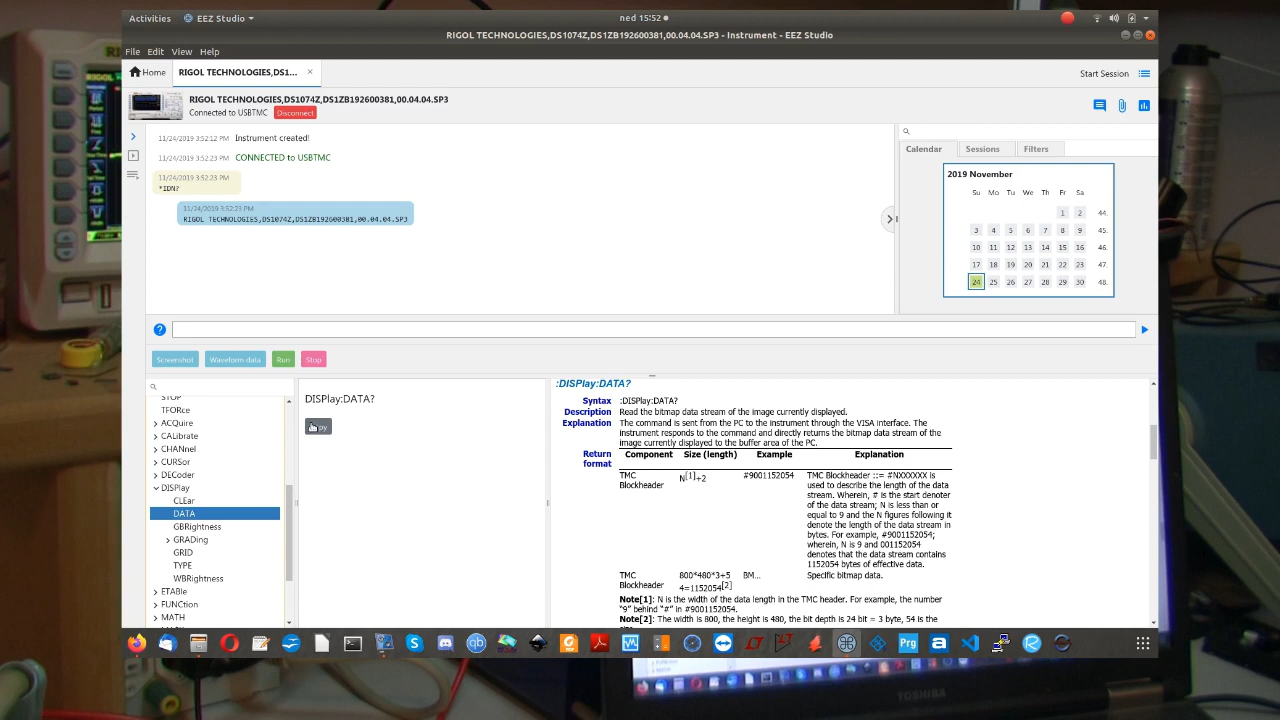 Activities
EEZ Studio
ned 15:52
RIGOL TECHNOLOGIES,DS1074Z,DS1ZB192600381,00.04.04.SP3 - Instrument - EEZ Studio
File Edit View Help
Home
RIGOL TECHNOLOGIES,DS1...
Start Session
RIGOL TECHNOLOGIES,DS1074Z,DS1ZB192600381,00.04.04.SP3
Connected to USBTMC
Disconnect
11/24/2019 3:52:12 PM Instrument created!
11/24/2019 3:52:23 PM CONNECTED to USBTMC
11/24/2019 3:52:23 PM
*IDN?
11/24/2019 3:52:23 PM
RIGOL TECHNOLOGIES,DS1074Z,DS1ZB192600381,00.04.04.SP3
Calendar Sessions Filters
2019 November
Su Mo Tu We Th Fr Sa
1 2 44.
3 4 5 6 7 8 9 45.
10 11 12 13 14 15 16 46.
17 18 19 20 21 22 23 47.
24 25 26 27 28 29 30 48.
Screenshot Waveform data Run Stop
STOP
TFORce
ACQuire
CALibrate
CHANnel
CURSor
DECoder
DISPlay
CLEar
DATA
GBRightness
GRADing
GRID
TYPE
WBRightness
ETABle
FUNCtion
MATH
DISPlay:DATA?
:DISPlay:DATA?
Syntax :DISPlay:DATA?
Description Read the bitmap data stream of the image currently displayed.
Explanation The command is sent from the PC to the instrument through the VISA interface. The
instrument responds to the command and directly returns the bitmap data stream of the
image currently displayed to the buffer area of the PC.
Return format
Component Size (length) Example Explanation
TMC Blockheader N[1]+2 #9001152054 TMC Blockheader ::= #NXXXXXX is
used to describe the length of the data
stream. Wherein, # is the start denoter
of the data stream; N is less than or
equal to 9 and the N figures following it
denote the length of the data stream in
bytes. For example, #9001152054;
wherein, N is 9 and 001152054
denotes that the data stream contains
1152054 bytes of effective data.
TMC Blockheader 800*480*3+5 4=1152054[2] BM... Specific bitmap data.
Note[1]: N is the width of the data length in the TMC header. For example, the number
"9" behind "#" in #9001152054.
Note[2]: The width is 800, the height is 480, the bit depth is 24 bit = 3 byte, 54 is the
qb
Prg
TOSHIBA